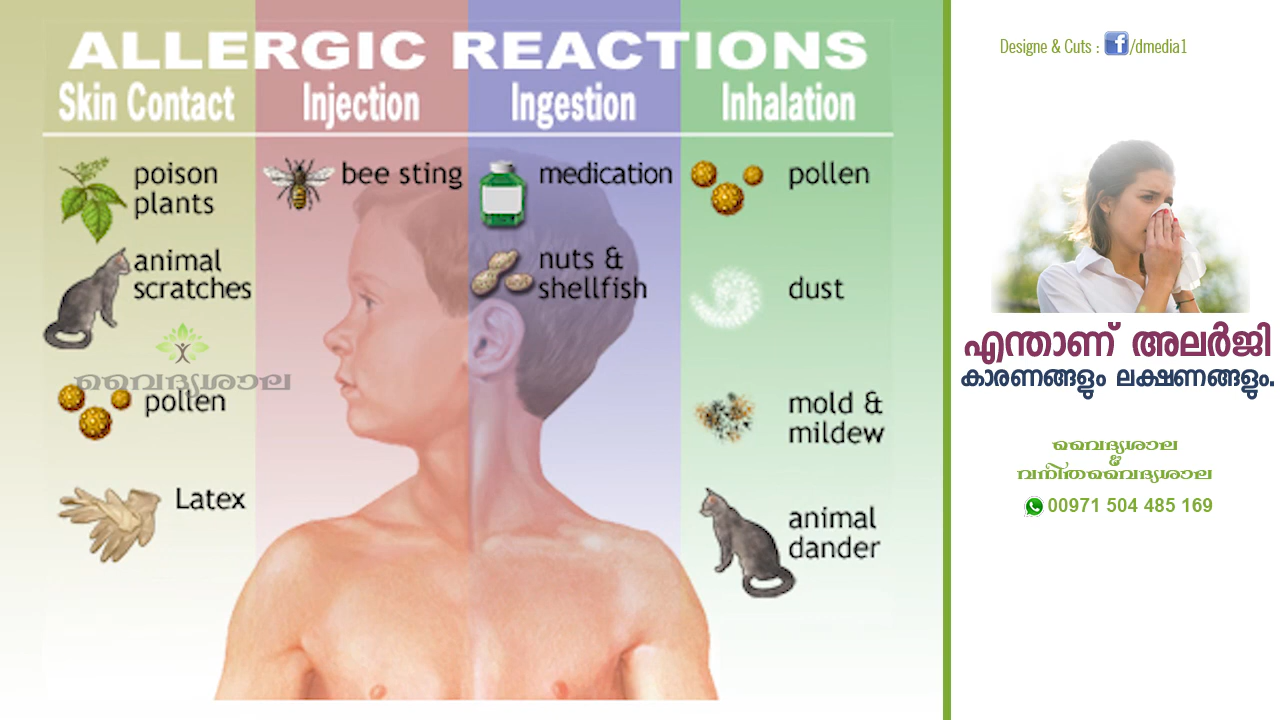 ALLERGIC REACTIONS
Skin Contact
poison
plants
animal
scratches
വൈദ്യശാല
pollen
Latex
Injection
bee sting
Ingestion
medication
nuts &
shellfish
Inhalation
pollen
dust
mold &
mildew
animal
dander
Designe & Cuts : f/dmedia1
എന്താണ് അലർജി
കാരണങ്ങളും ലക്ഷണങ്ങളും.
വൈദ്യശാല
&
വനിതവൈദ്യശാല
00971 504 485 169